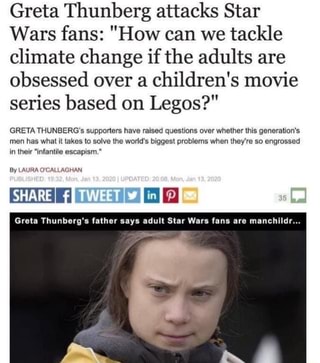 Greta Thunberg attacks Star
Wars fans: "How can we tackle
climate change if the adults are
obsessed over a children's movie
series based on Legos?"
GRETA THUNBERG's supporters have raised questions over whether this generation's
men has what it takes to solve the world's biggest problems when they're so engrossed
in their "infantile escapism."
By LAURA O'CALLAGHAN
PUBLISHED: 19:32, Mon, Jan 13, 2020 | UPDATED: 20:08, Mon, Jan 13, 2020
SHARE f TWEET in 38
Greta Thunberg's father says adult Star Wars fans are manchildr...